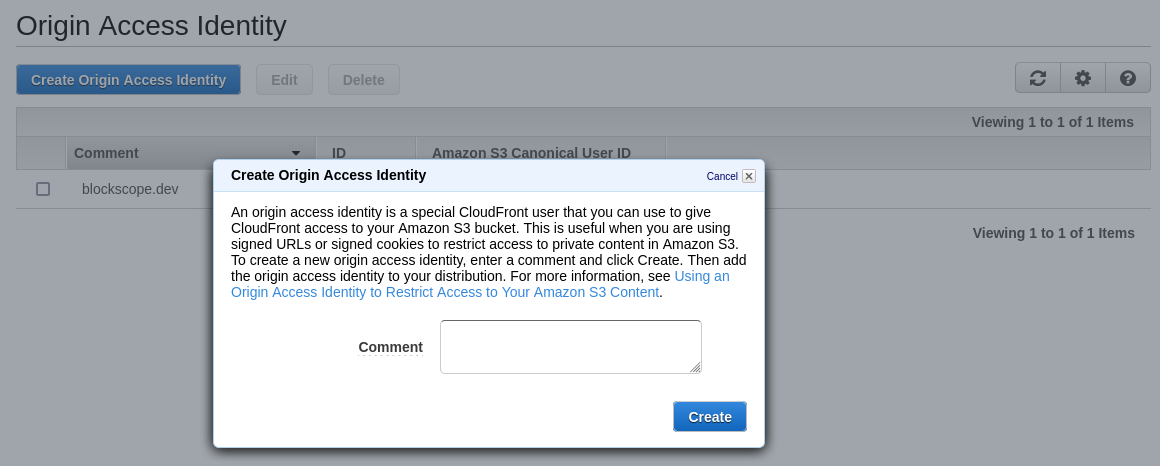 Origin Access Identity
Create Origin Access Identity Edit Delete
Viewing 1 to 1 of 1 Items
Comment ID Amazon S3 Canonical User ID
blockscope.dev
Viewing 1 to 1 of 1 Items
Create Origin Access Identity Cancel
An origin access identity is a special CloudFront user that you can use to give
CloudFront access to your Amazon S3 bucket. This is useful when you are using
signed URLs or signed cookies to restrict access to private content in Amazon S3.
To create a new origin access identity, enter a comment and click Create. Then add
the origin access identity to your distribution. For more information, see Using an
Origin Access Identity to Restrict Access to Your Amazon S3 Content.
Comment
Create